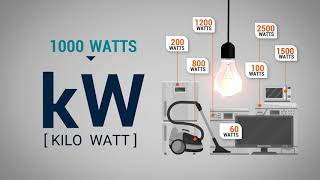 1000 WATTS
kW
[ KILO WATT ]
1200
WATTS
200
WATTS
800
WATTS
2500
WATTS
1500
WATTS
100
WATTS
60
WATTS